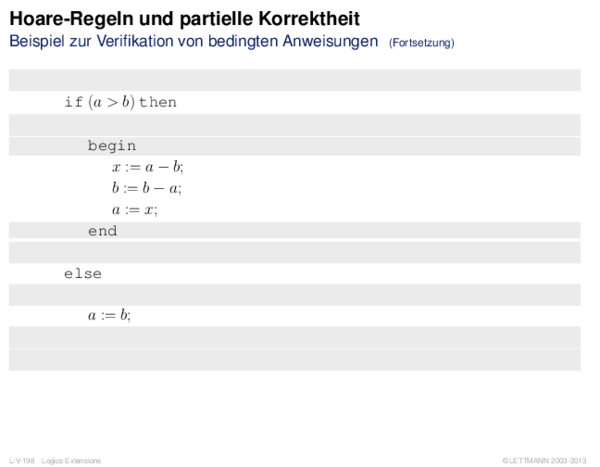 Hoare-Regeln und partielle Korrektheit
Beispiel zur Verifikation von bedingten Anweisungen (Fortsetzung)
if (a > b) then
begin
x := a − b;
b := b − a;
a := x;
end
else
a := b;
L:V-198 Logics Extensions
©LETTMANN 2003-2013